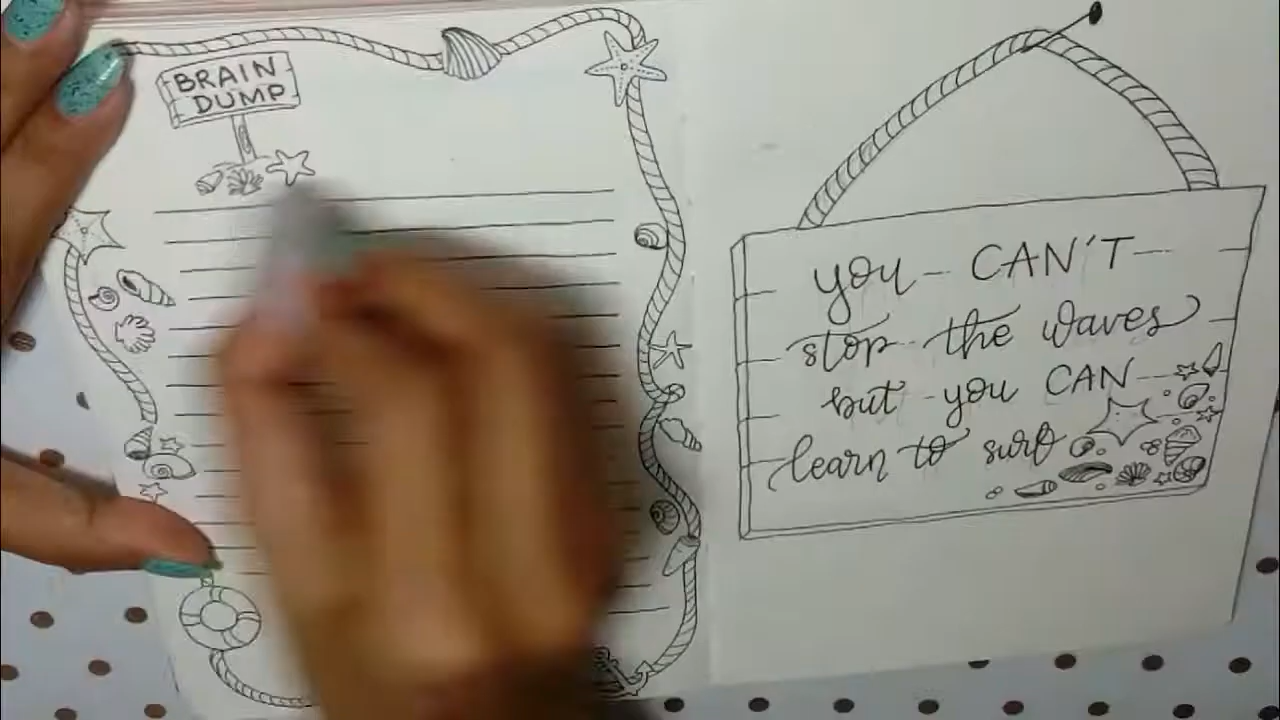 BRAIN
DUMP
you CAN'T
stop the waves
but you CAN
learn to surf